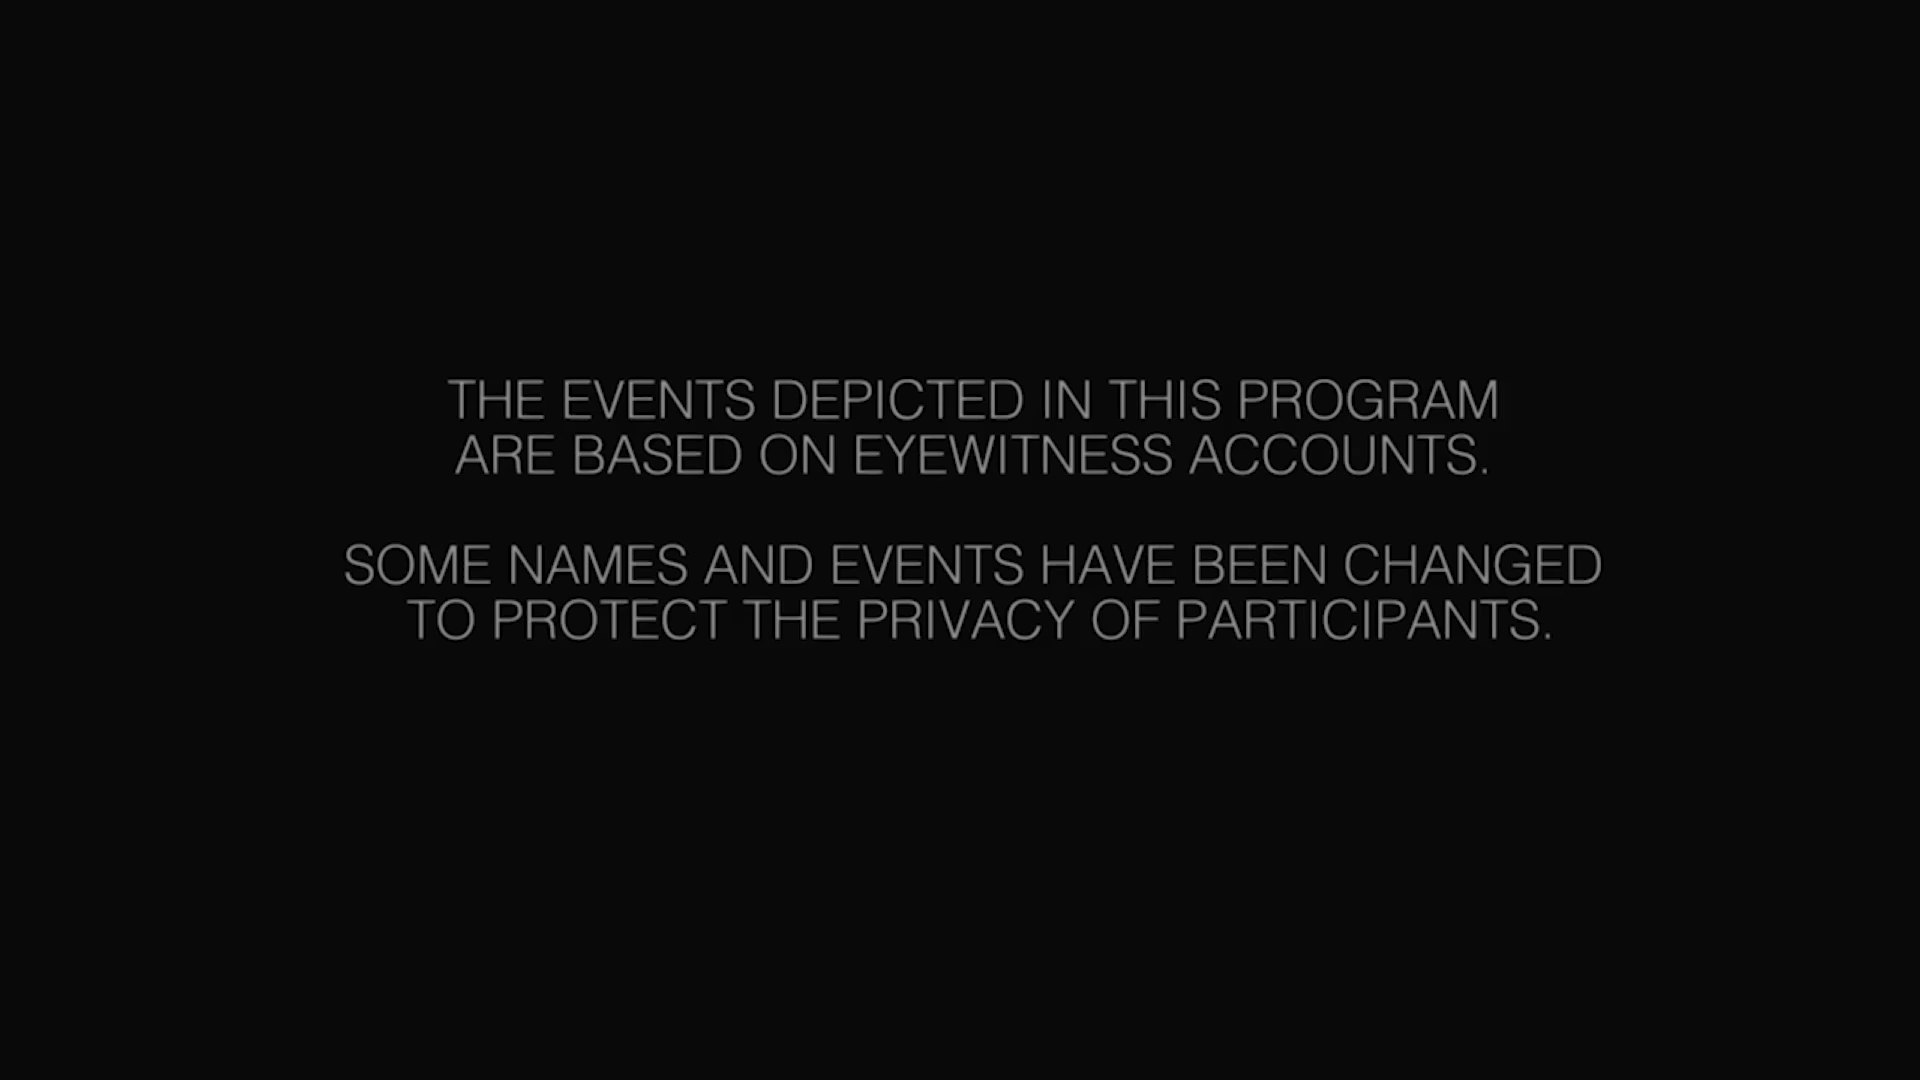 THE EVENTS DEPICTED IN THIS PROGRAM
ARE BASED ON EYEWITNESS ACCOUNTS.
SOME NAMES AND EVENTS HAVE BEEN CHANGED
TO PROTECT THE PRIVACY OF PARTICIPANTS.